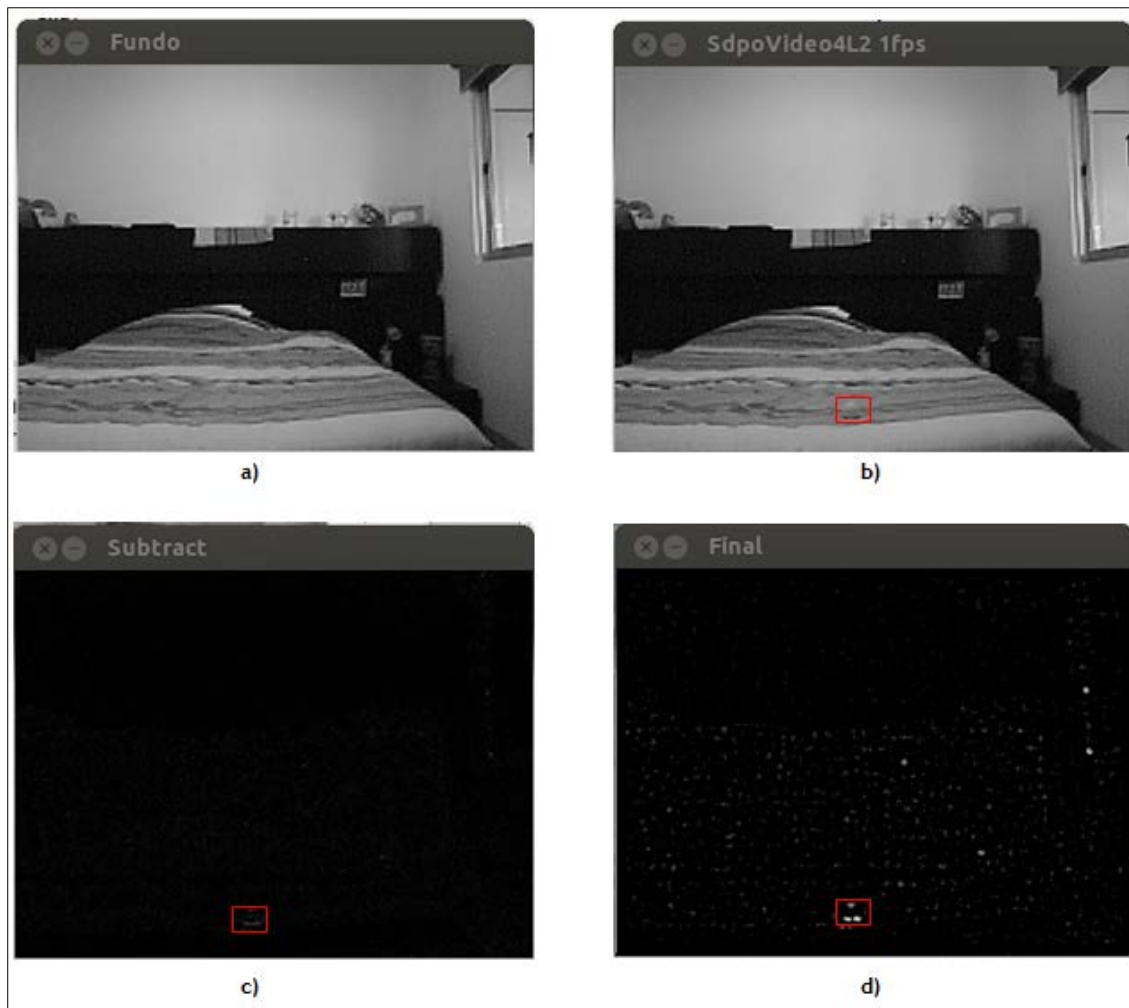 Fundo
SdpoVideo4L2 1fps
a)
b)
Subtract
Final
c)
d)